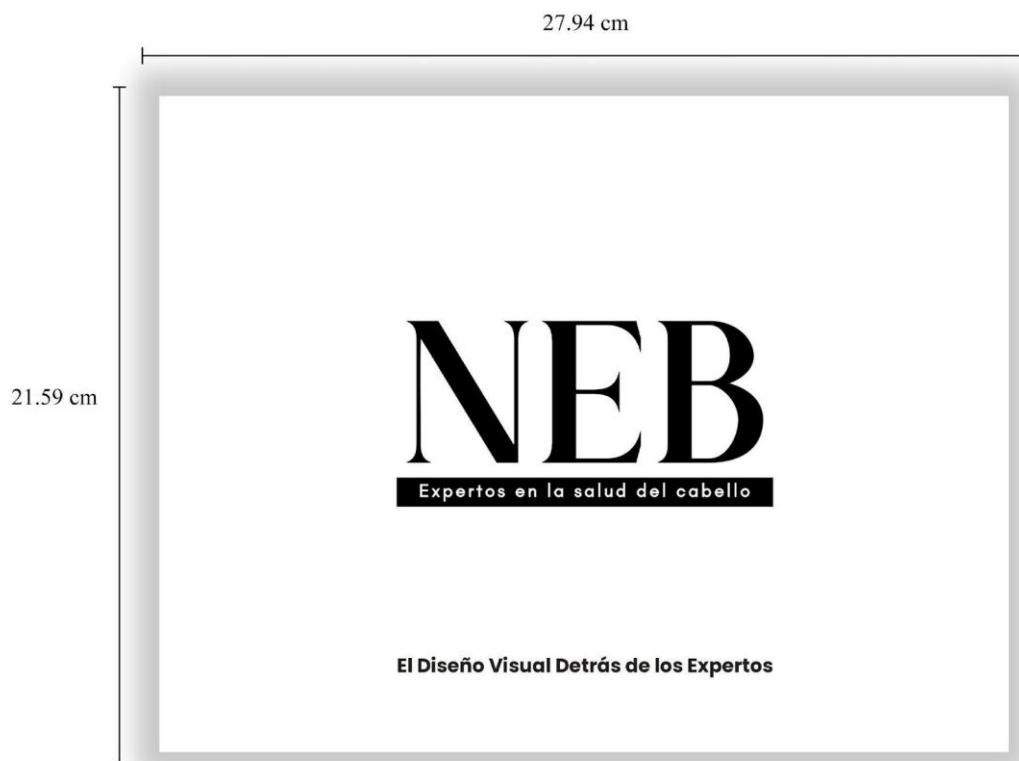 27.94 cm
21.59 cm
NEB
Expertos en la salud del cabello
El Diseño Visual Detrás de los Expertos